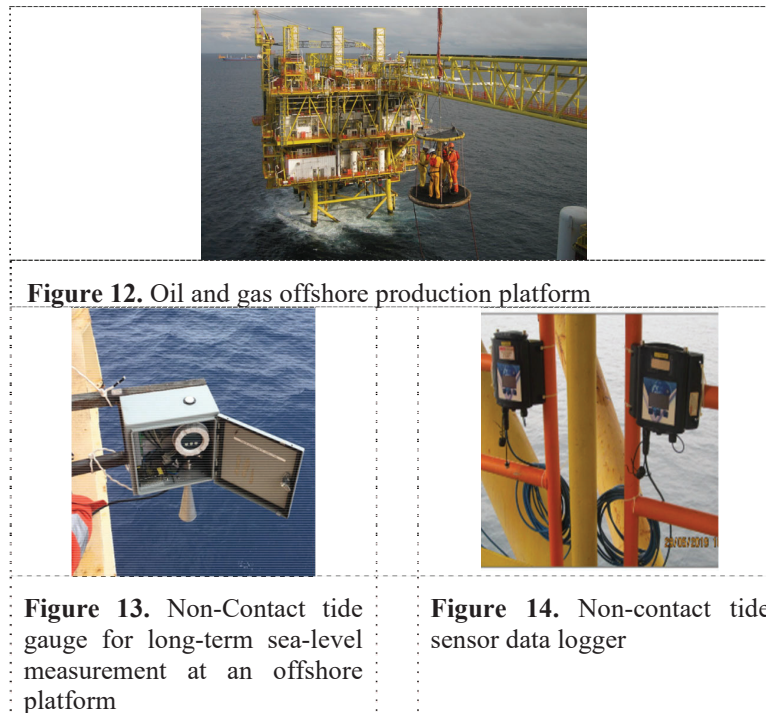 Figure 12. Oil and gas offshore production platform
Figure 13. Non-Contact tide
gauge for long-term sea-level
measurement at an offshore
platform
Figure 14. Non-contact tide
sensor data logger